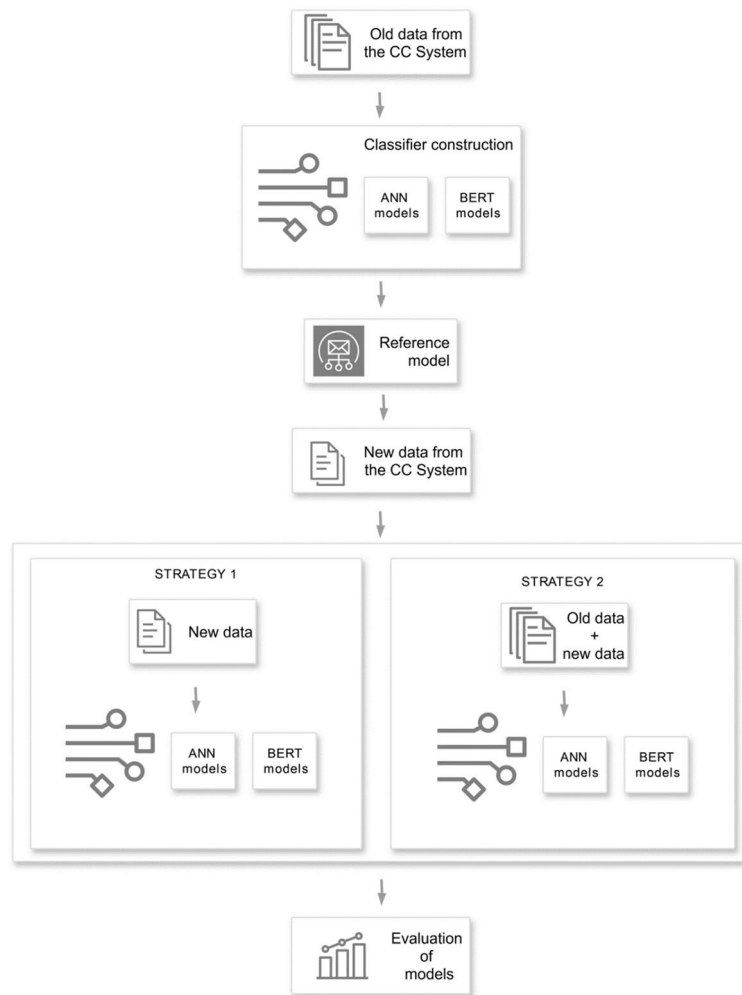 Old data from
the CC System
Classifier construction
ANN
models
BERT
models
Reference
model
New data from
the CC System
STRATEGY 1
New data
ANN
models
BERT
models
STRATEGY 2
Old data
+
new data
ANN
models
BERT
models
Evaluation
of
models